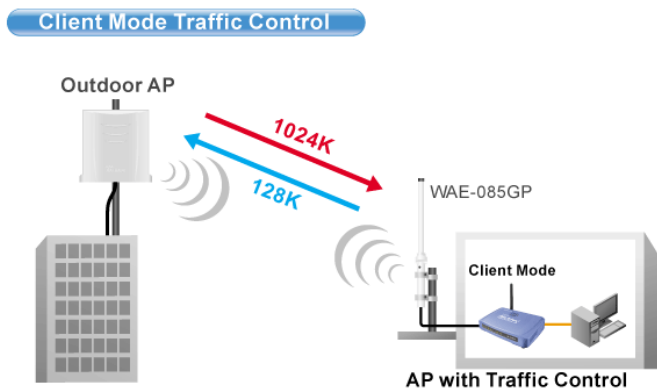 Client Mode Traffic Control
Outdoor AP
1024K
128K
WAE-085GP
Client Mode
AP with Traffic Control